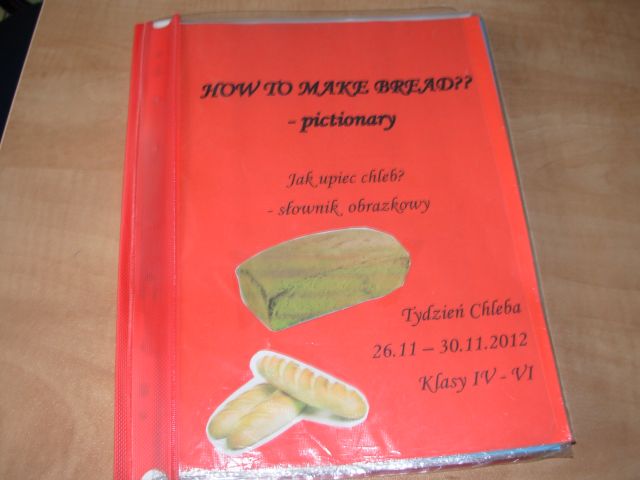 HOW TO MAKE BREAD??
- pictionary
Jak upiec chleb?
- słownik obrazkowy
Tydzień Chleba
26.11 – 30.11.2012
Klasy IV - VI